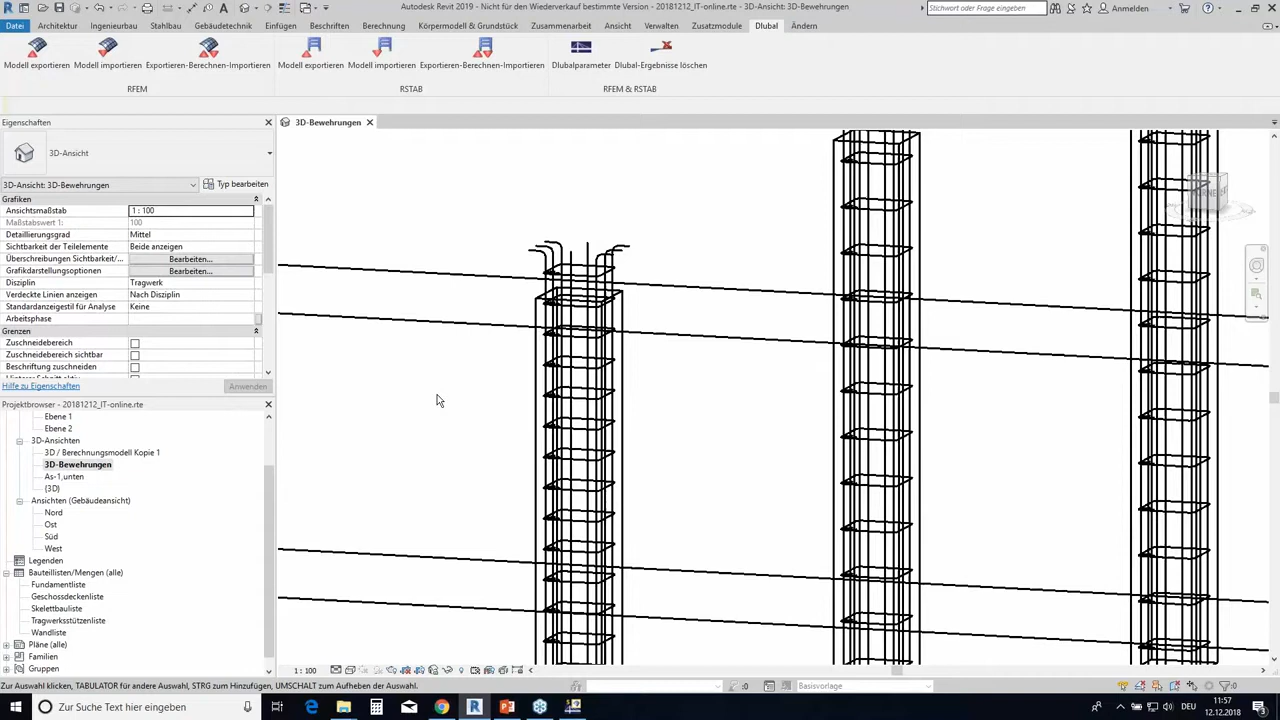 Autodesk Revit 2019 - Nicht für den Wiederverkauf bestimmte Version - 20181212_IT-online.rte - 3D-Ansicht: 3D-Bewehrungen
Stichwort oder Frage eingeben
Anmelden
Datei Architektur Ingenieurbau Stahlbau Gebäudetechnik Einfügen Beschriften Berechnung Körpermodell & Grundstück Zusammenarbeit Ansicht Verwalten Zusatzmodule Dlubal Ändern
Modell exportieren Modell importieren Exportieren-Berechnen-Importieren Modell exportieren Modell importieren Exportieren-Berechnen-Importieren Dlubalparameter Dlubal-Ergebnisse löschen
RFEM RSTAB RFEM & RSTAB
Eigenschaften
3D-Bewehrungen
3D-Ansicht
3D-Ansicht: 3D-Bewehrungen Typ bearbeiten
Grafiken
Ansichtsmaßstab 1 : 100
Maßstabswert 1: 100
Detaillierungsgrad Mittel
Sichtbarkeit der Teilelemente Beide anzeigen
Überschreibungen Sichtbarkeit/... Bearbeiten...
Grafikdarstellungsoptionen Bearbeiten...
Disziplin Tragwerk
Verdeckte Linien anzeigen Nach Disziplin
Standardanzeigestil für Analyse Keine
Arbeitsphase
Grenzen
Zuschneidebereich
Zuschneidebereich sichtbar
Beschriftung zuschneiden
Hilfe zu Eigenschaften Anwenden
Projektbrowser - 20181212_IT-online.rte
Ebene 1
Ebene 2
3D-Ansichten
3D / Berechnungsmodell Kopie 1
3D-Bewehrungen
As-1,unten
{3D}
Ansichten (Gebäudeansicht)
Nord
Ost
Süd
West
Legenden
Bauteillisten/Mengen (alle)
Fundamentliste
Geschossdeckenliste
Skelettbauliste
Tragwerksstützenliste
Wandliste
Pläne (alle)
Familien
Gruppen
1 : 100
Zur Auswahl klicken, TABULATOR für andere Auswahl, STRG zum Hinzufügen, UMSCHALT zum Aufheben der Auswahl.
:0
Basisvorlage
:0
Zur Suche Text hier eingeben
DEU
11:57
12.12.2018